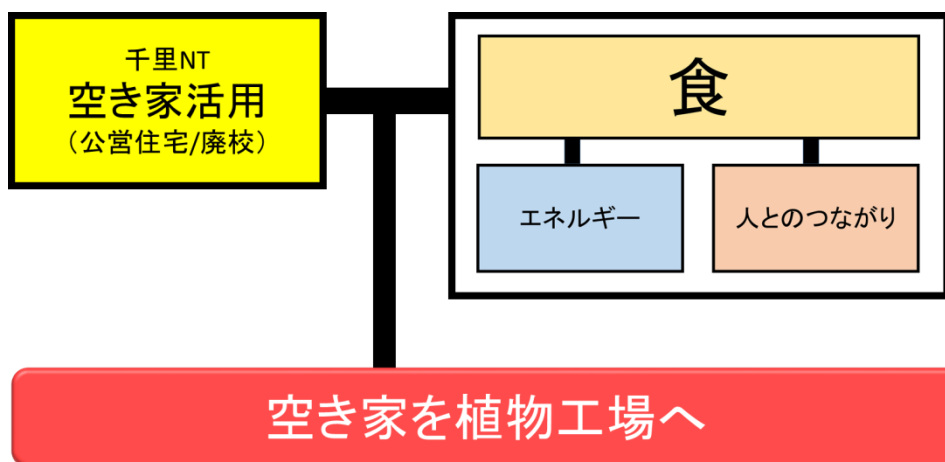 千里NT
空き家活用
（公営住宅/廃校）
食
エネルギー
人とのつながり
空き家を植物工場へ